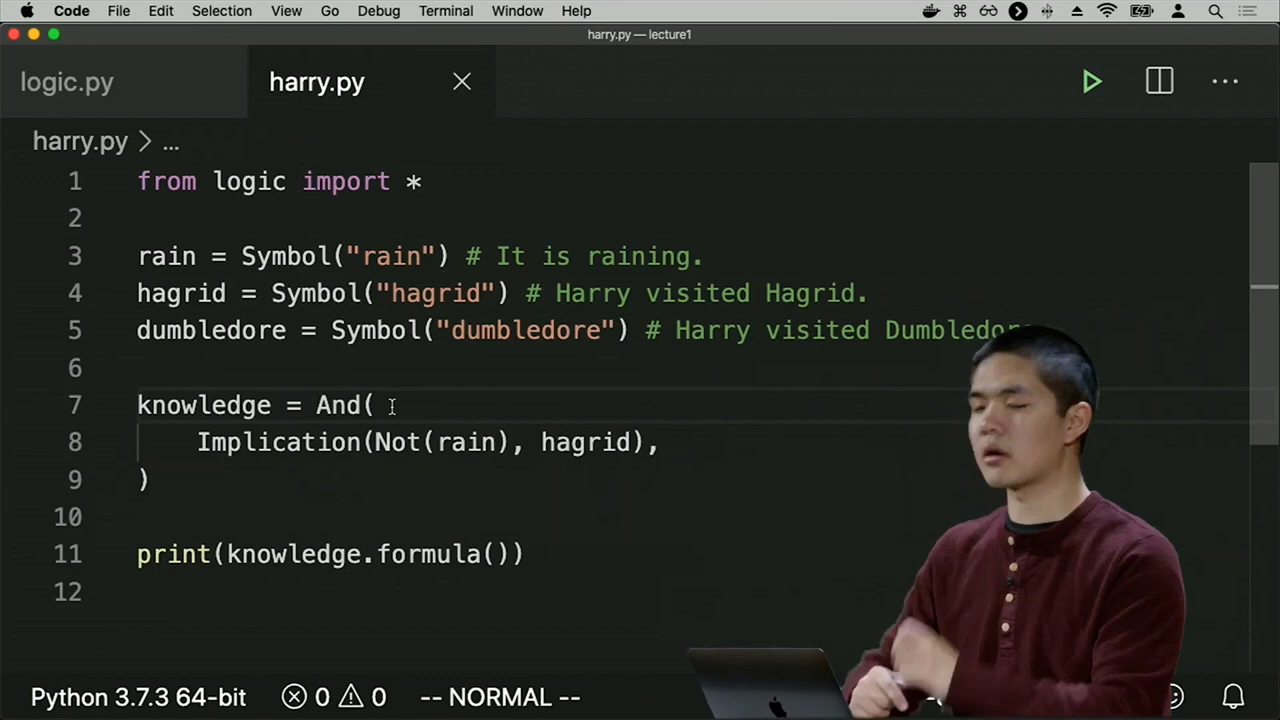 Code File Edit Selection View Go Debug Terminal Window Help
harry.py — lecture1
logic.py harry.py
harry.py > ...
1 from logic import *
2
3 rain = Symbol("rain") # It is raining.
4 hagrid = Symbol("hagrid") # Harry visited Hagrid.
5 dumbledore = Symbol("dumbledore") # Harry visited
6
7 knowledge = And(
8 Implication(Not(rain), hagrid),
9 )
10
11 print(knowledge.formula())
12
Python 3.7.3 64-bit 0 0 -- NORMAL --